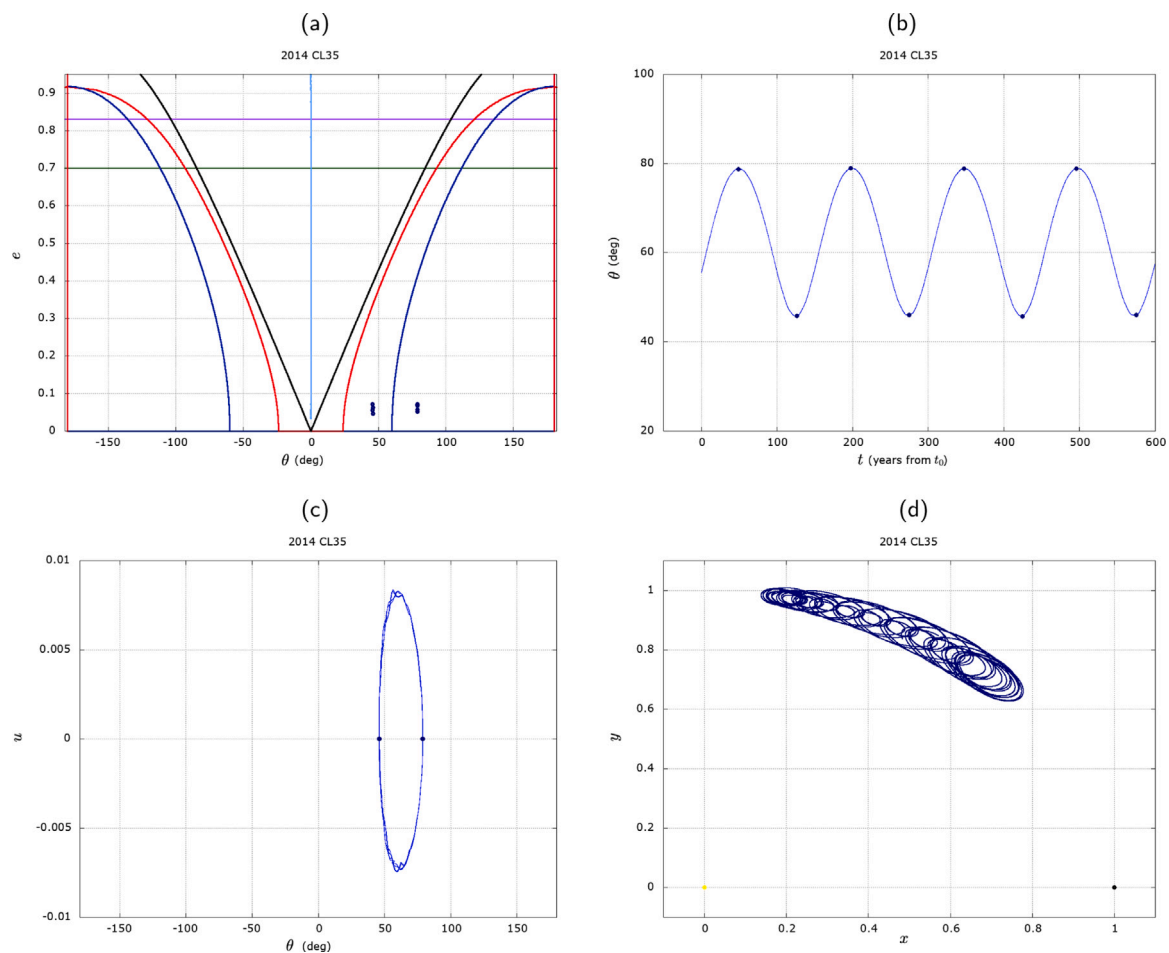 (a)
2014 CL35
0.9
0.8
0.7
0.6
0.5
0.4
0.3
0.2
0.1
0
e
-150 -100 -50 0 50 100 150
θ (deg)
(b)
2014 CL35
100
80
60
40
20
θ (deg)
0 100 200 300 400 500 600
t (years from t₀)
(c)
2014 CL35
0.01
0.005
0
-0.005
-0.01
u
-150 -100 -50 0 50 100 150
θ (deg)
(d)
2014 CL35
1
0.8
0.6
0.4
0.2
0
y
0 0.2 0.4 0.6 0.8 1
x